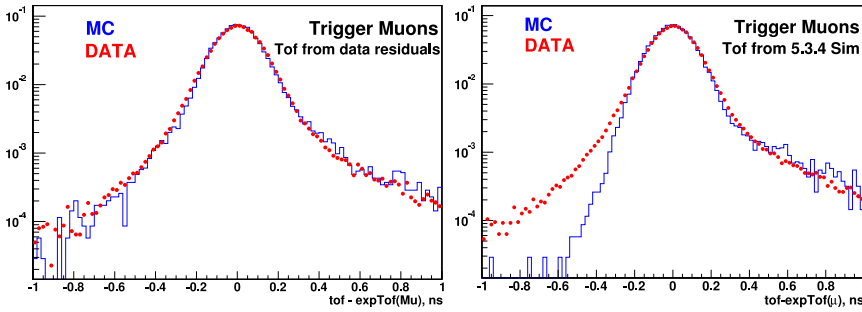 10⁻¹
10⁻²
10⁻³
10⁻⁴
MC
DATA
Trigger Muons
Tof from data residuals
-1 -0.8 -0.6 -0.4 -0.2 0 0.2 0.4 0.6 0.8 1
tof - expTof(Mu), ns
10⁻¹
10⁻²
10⁻³
10⁻⁴
MC
DATA
Trigger Muons
Tof from 5.3.4 Sim
-1 -0.8 -0.6 -0.4 -0.2 0 0.2 0.4 0.6 0.8 1
tof-expTof(μ), ns